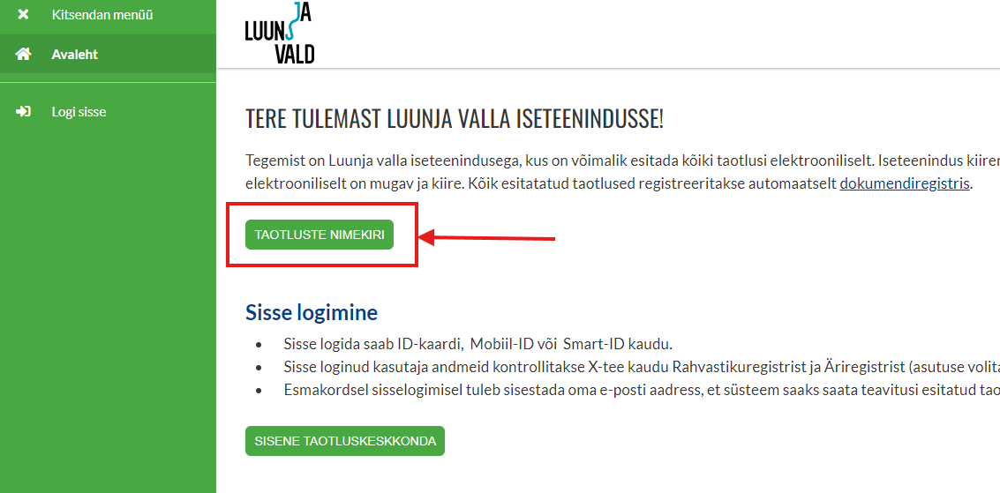 Kitsendan menüü
Avaleht
Logi sisse
LUUNJA
VALD
TERE TULEMAST LUUNJA VALLA ISETEENINDUSSE!
Tegemist on Luunja valla iseteenindusega, kus on võimalik esitada kõiki taotlusi elektrooniliselt. Iseteenindus
elektrooniliselt on mugav ja kiire. Kõik esitatatud taotlused registreeritakse automaatselt dokumendiregistris.
TAOTLUSTE NIMEKIRI
Sisse logimine
Sisse logida saab ID-kaardi, Mobiil-ID või Smart-ID kaudu.
Sisse loginud kasutaja andmeid kontrollitakse X-tee kaudu Rahvastikuregistrist ja Äriregistrist (asutuse
Esmakordsel sisselogimisel tuleb sisestada oma e-posti aadress, et süsteem saaks saata teavitusi esitatud
SISENE TAOTLUSKESKKONDA